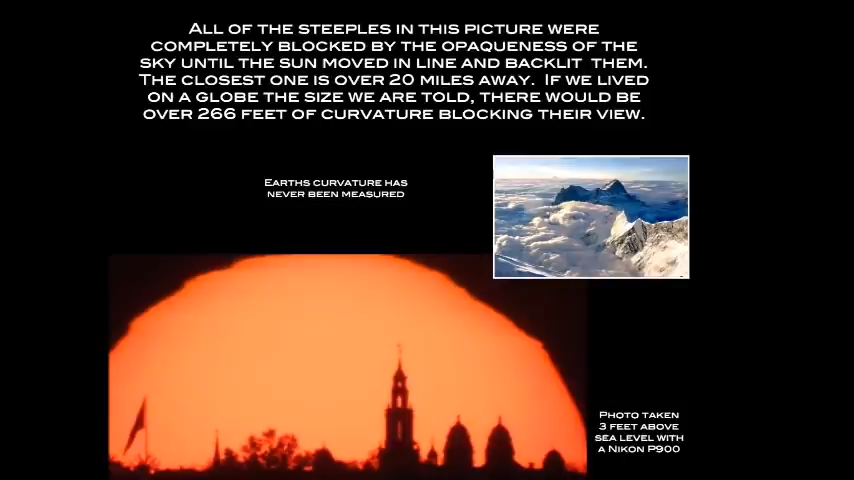 All of the steeples in this picture were
completely blocked by the opaqueness of the
sky until the sun moved in line and backlit them.
The closest one is over 20 miles away. If we lived
on a globe the size we are told, there would be
over 266 feet of curvature blocking their view.
Earths curvature has
never been measured
Photo taken
3 feet above
sea level with
a Nikon P900